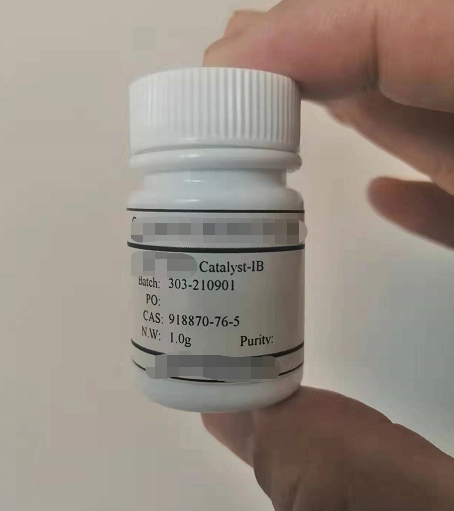 Catalyst-IB
Batch: 303-210901
PO:
CAS: 918870-76-5
N.W: 1.0g Purity: